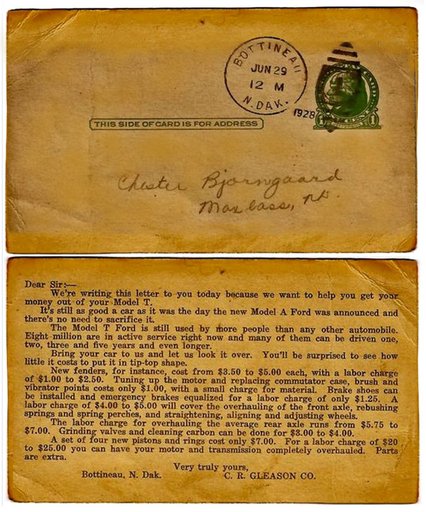 BOTTINEAU
JUN 29
12 M
N. DAK.
1928
THIS SIDE OF CARD IS FOR ADDRESS
1 1
Chester Bjorngaard
Maxbass, N.D.
Dear Sir:—
We're writing this letter to you today because we want to help you get your
money out of your Model T.
It's still as good a car as it was the day the new Model A Ford was announced and
there's no need to sacrifice it.
The Model T Ford is still used by more people than any other automobile.
Eight million are in active service right now and many of them can be driven one,
two, three and five years and even longer.
Bring your car to us and let us look it over. You'll be surprised to see how
little it costs to put it in tip-top shape.
New fenders, for instance, cost from $3.50 to $5.00 each, with a labor charge
of $1.00 to $2.50. Tuning up the motor and replacing commutator case, brush and
vibrator points costs only $1.00, with a small charge for material. Brake shoes can
be installed and emergency brakes equalized for a labor charge of only $1.25. A
labor charge of $4.00 to $5.00 will cover the overhauling of the front axle, rebushing
springs and spring perches, and straightening, aligning and adjusting wheels.
The labor charge for overhauling the average rear axle runs from $5.75 to
$7.00. Grinding valves and cleaning carbon can be done for $3.00 to $4.00.
A set of four new pistons and rings cost only $7.00. For a labor charge of $20
to $25.00 you can have your motor and transmission completely overhauled. Parts
are extra.
Very truly yours,
Bottineau, N. Dak. C. R. GLEASON CO.